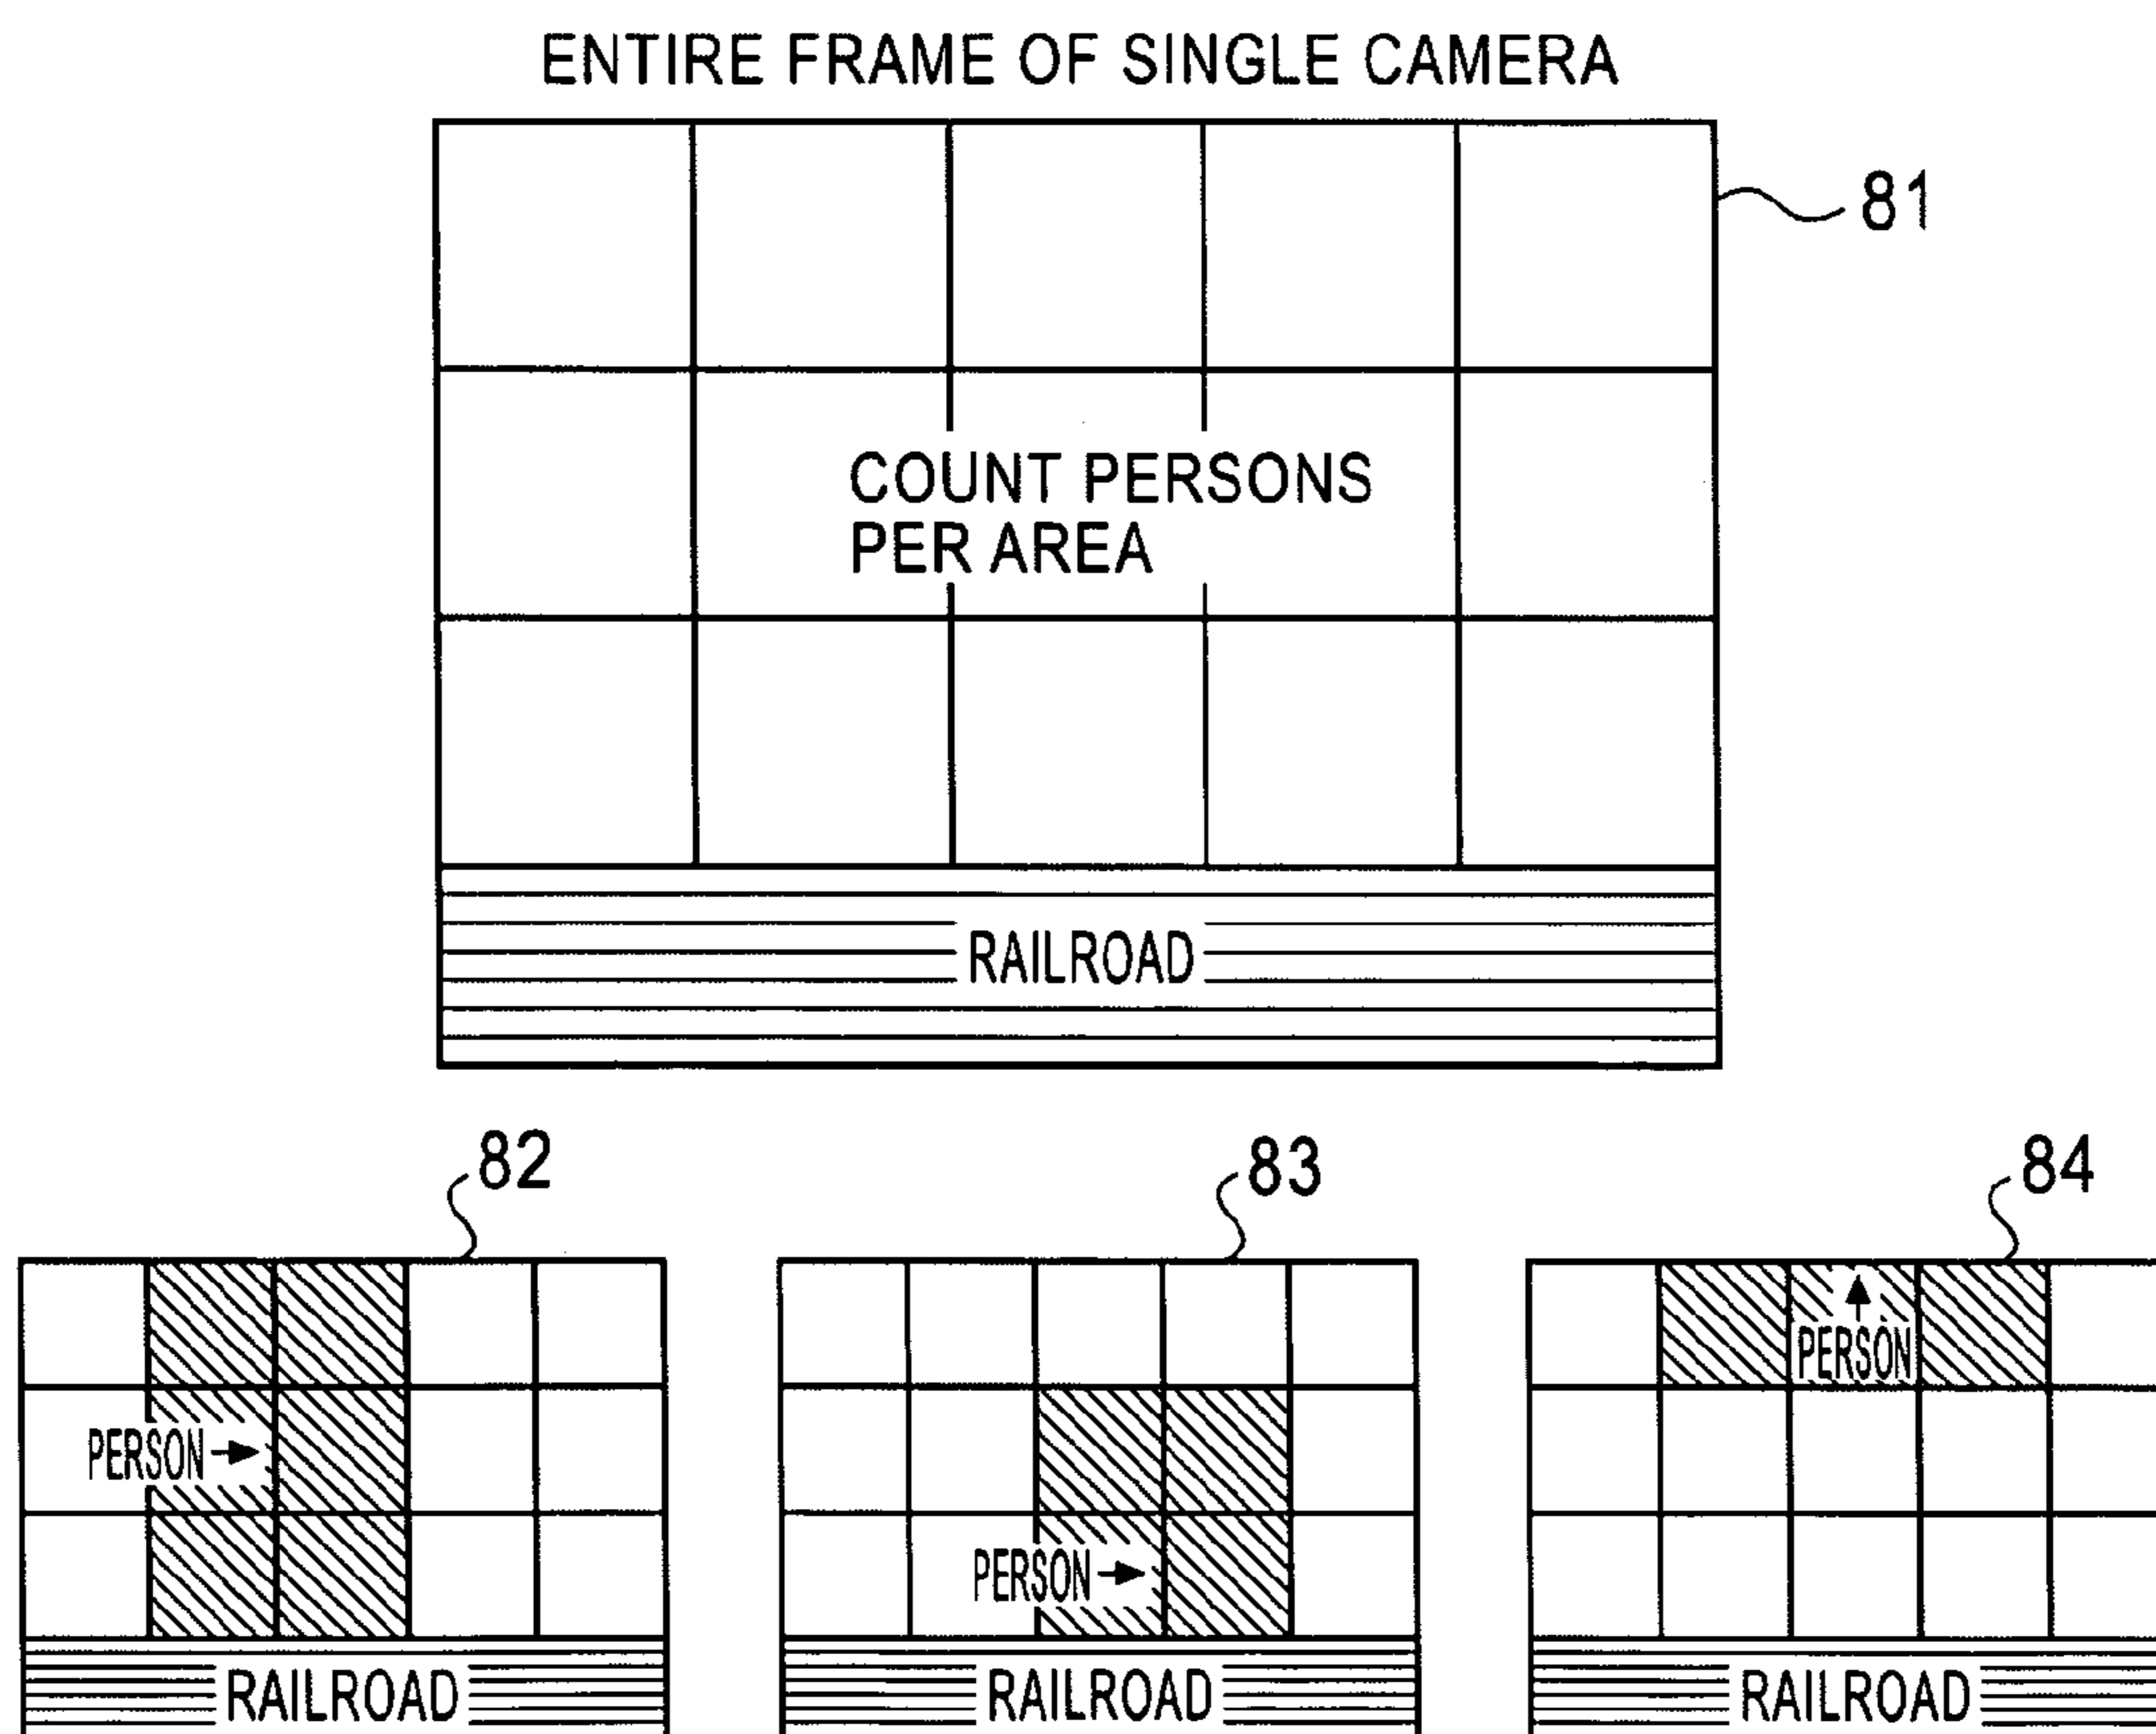 ENTIRE FRAME OF SINGLE CAMERA
81
COUNT PERSONS
PER AREA
RAILROAD
82
83
84
PERSON
PERSON
PERSON
RAILROAD
RAILROAD
RAILROAD